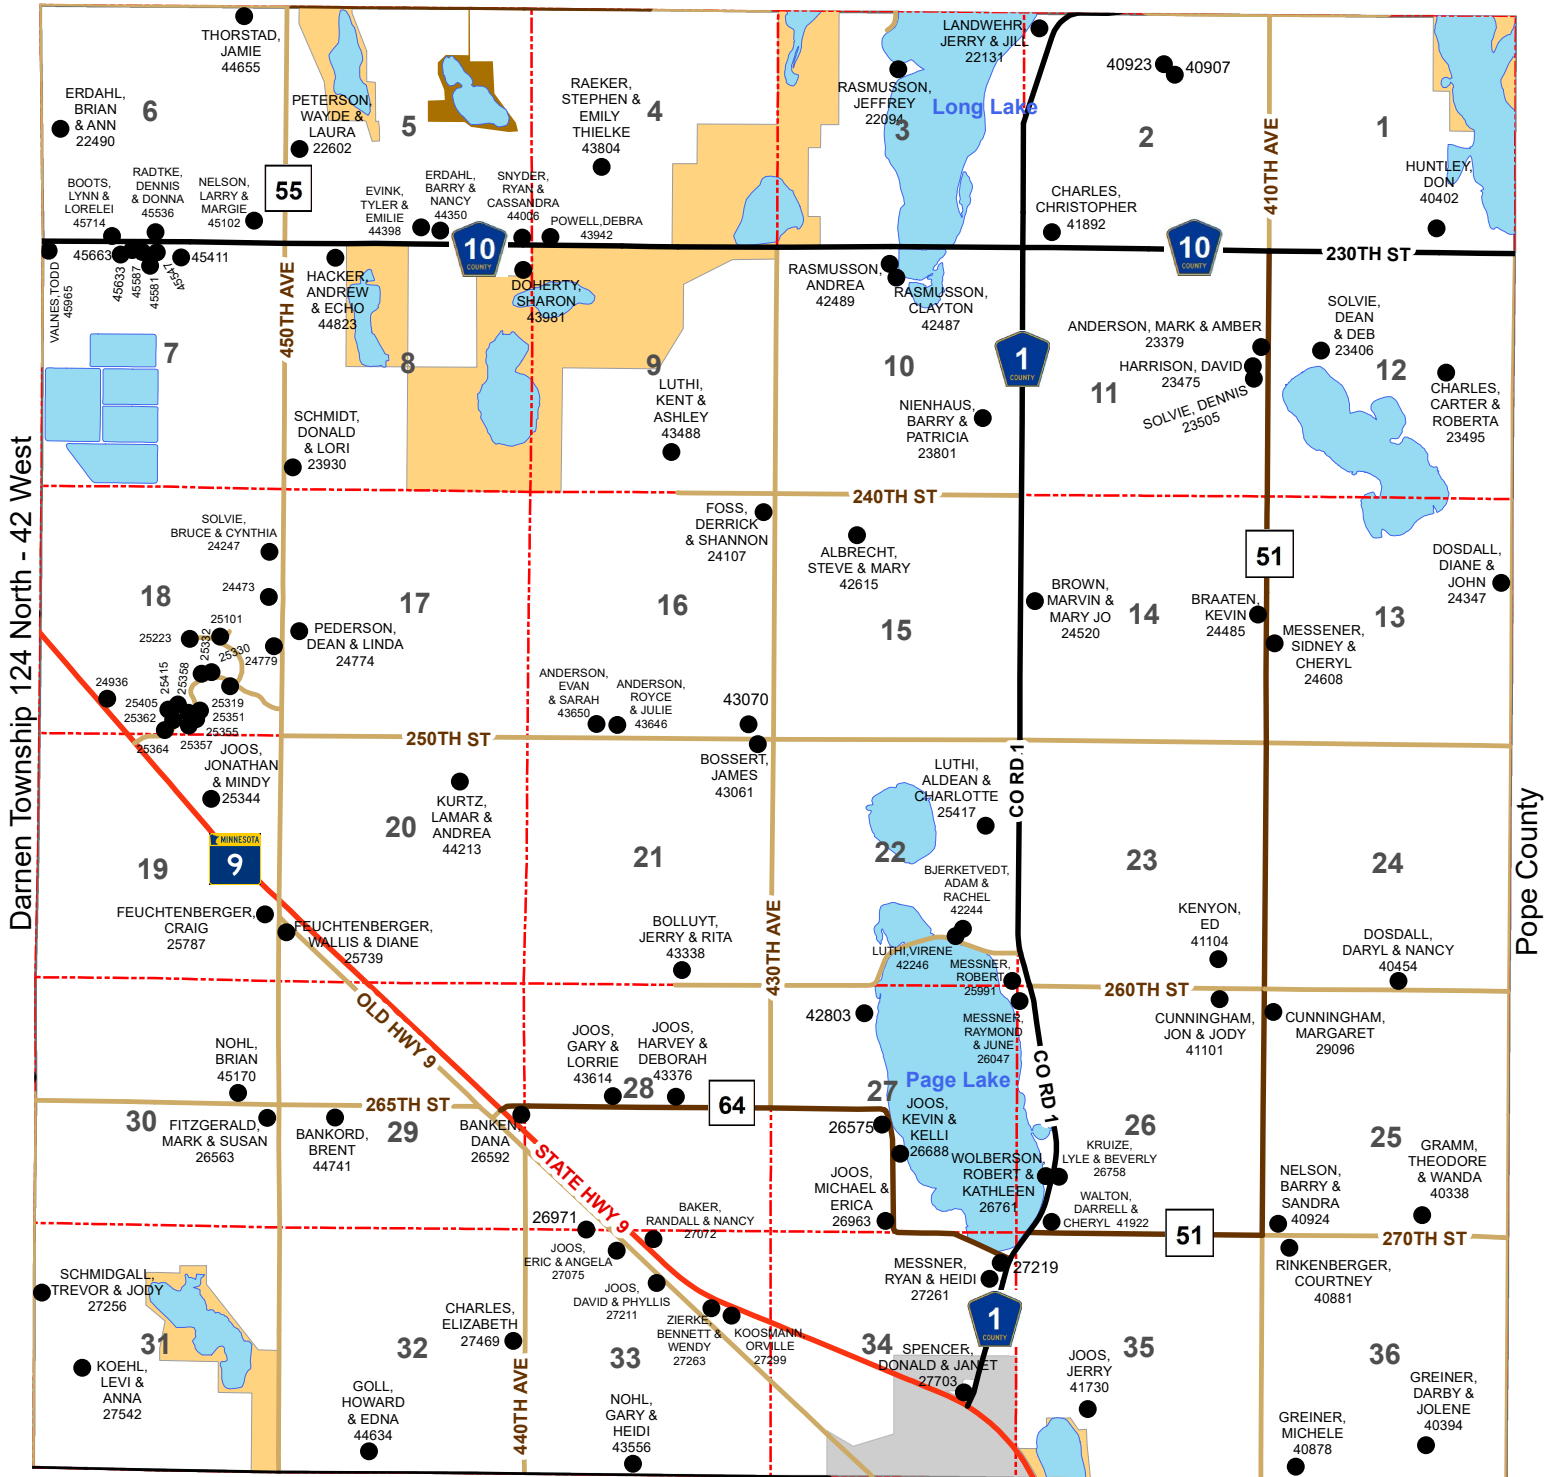 THORSTAD,
JAMIE
44655
ERDAHL,
BRIAN
& ANN
22490
6
PETERSON,
WAYDE &
LAURA
22602
5
RAEKER,
STEPHEN &
EMILY
THIELKE
43804
4
LANDWEHR,
JERRY & JILL
22131
RASMUSSON,
JEFFREY
22094
3
Long Lake
40923
40907
2
410TH AVE
1
HUNTLEY,
DON
40402
BOOTS,
LYNN &
LORELEI
45714
RADTKE,
DENNIS
& DONNA
45536
NELSON,
LARRY &
MARGIE
45102
55
EVINK,
TYLER &
EMILIE
44398
ERDAHL,
BARRY &
NANCY
44350
SNYDER,
RYAN &
CASSANDRA
44006
POWELL,DEBRA
43942
CHARLES,
CHRISTOPHER
41892
10
COUNTY
10
COUNTY
230TH ST
VALNES,TODD
45965
45663
45633
45587
45581
45547
45411
450TH AVE
HACKER,
ANDREW
& ECHO
44823
DOHERTY,
SHARON
43981
RASMUSSON,
ANDREA
42489
RASMUSSON,
CLAYTON
42487
1
COUNTY
ANDERSON, MARK & AMBER
23379
HARRISON, DAVID
23475
SOLVIE, DENNIS
23505
SOLVIE,
DEAN
& DEB
23406
7
8
9
10
11
12
CHARLES,
CARTER &
ROBERTA
23495
LUTHI,
KENT &
ASHLEY
43488
NIENHAUS,
BARRY &
PATRICIA
23801
SCHMIDT,
DONALD
& LORI
23930
Darnen Township 124 North - 42 West
240TH ST
SOLVIE,
BRUCE & CYNTHIA
24247
FOSS,
DERRICK
& SHANNON
24107
ALBRECHT,
STEVE & MARY
42615
51
DOSDALL,
DIANE &
JOHN
24347
24473
18
17
16
15
14
13
BROWN,
MARVIN &
MARY JO
24520
BRAATEN,
KEVIN
24485
MESSENER,
SIDNEY &
CHERYL
24608
25101
25223
25332
25330
24779
PEDERSON,
DEAN & LINDA
24774
24936
25415
25358
25405
25362
25364
25319
25351
25355
25357
ANDERSON,
EVAN
& SARAH
43650
ANDERSON,
ROYCE
& JULIE
43646
43070
250TH ST
JOOS,
JONATHAN
& MINDY
25344
BOSSERT,
JAMES
43061
CO RD 1
LUTHI,
ALDEAN &
CHARLOTTE
25417
KURTZ,
LAMAR &
ANDREA
44213
MINNESOTA
9
19
20
21
22
23
24
Pope County
BJERKETVEDT,
ADAM &
RACHEL
42244
FEUCHTENBERGER,
CRAIG
25787
FEUCHTENBERGER,
WALLIS & DIANE
25739
BOLLUYT,
JERRY & RITA
43338
430TH AVE
LUTHI,VIRENE
42246
MESSNER,
ROBERT
25991
KENYON,
ED
41104
DOSDALL,
DARYL & NANCY
40454
260TH ST
OLD HWY 9
42803
MESSNER,
RAYMOND
& JUNE
26047
CUNNINGHAM,
JON & JODY
41101
CUNNINGHAM,
MARGARET
29096
NOHL,
BRIAN
45170
JOOS,
GARY &
LORRIE
43614
JOOS,
HARVEY &
DEBORAH
43376
28
64
27
Page Lake
CO RD 1
265TH ST
30
FITZGERALD,
MARK & SUSAN
26563
BANKORD,
BRENT
44741
29
BANKEN,
DANA
26592
26575
JOOS,
KEVIN &
KELLI
26688
26
25
STATE HWY 9
JOOS,
MICHAEL &
ERICA
26963
WOLBERSON,
ROBERT &
KATHLEEN
26761
KRUIZE,
LYLE & BEVERLY
26758
WALTON,
DARRELL &
CHERYL 41922
NELSON,
BARRY &
SANDRA
40924
GRAMM,
THEODORE
& WANDA
40338
26971
BAKER,
RANDALL & NANCY
27072
51
270TH ST
JOOS,
ERIC & ANGELA
27075
MESSNER,
RYAN & HEIDI
27261
27219
RINKENBERGER,
COURTNEY
40881
SCHMIDGALL,
TREVOR & JODY
27256
JOOS,
DAVID & PHYLLIS
27211
CHARLES,
ELIZABETH
27469
ZIERKE,
BENNETT &
WENDY
27263
KOOSMANN,
ORVILLE
27299
1
COUNTY
31
32
33
34
35
36
KOEHL,
LEVI &
ANNA
27542
SPENCER,
DONALD & JANET
27703
JOOS,
JERRY
41730
GOLL,
HOWARD
& EDNA
44634
440TH AVE
NOHL,
GARY &
HEIDI
43556
GREINER,
MICHELE
40878
GREINER,
DARBY &
JOLENE
40394